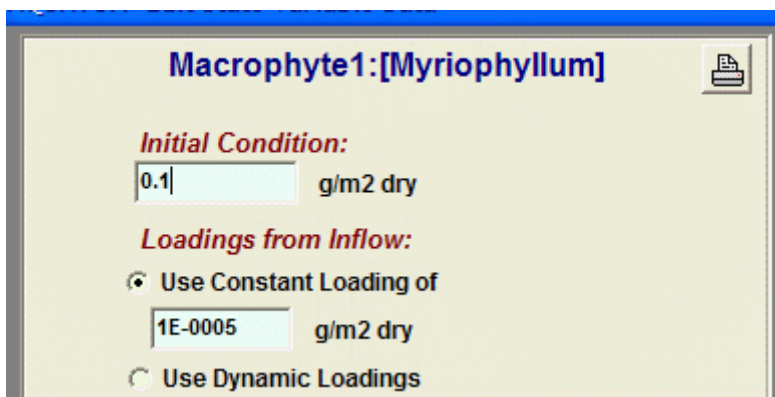 Macrophyte1:[Myriophyllum]
Initial Condition:
0.1 g/m2 dry
Loadings from Inflow:
Use Constant Loading of
1E-0005 g/m2 dry
Use Dynamic Loadings